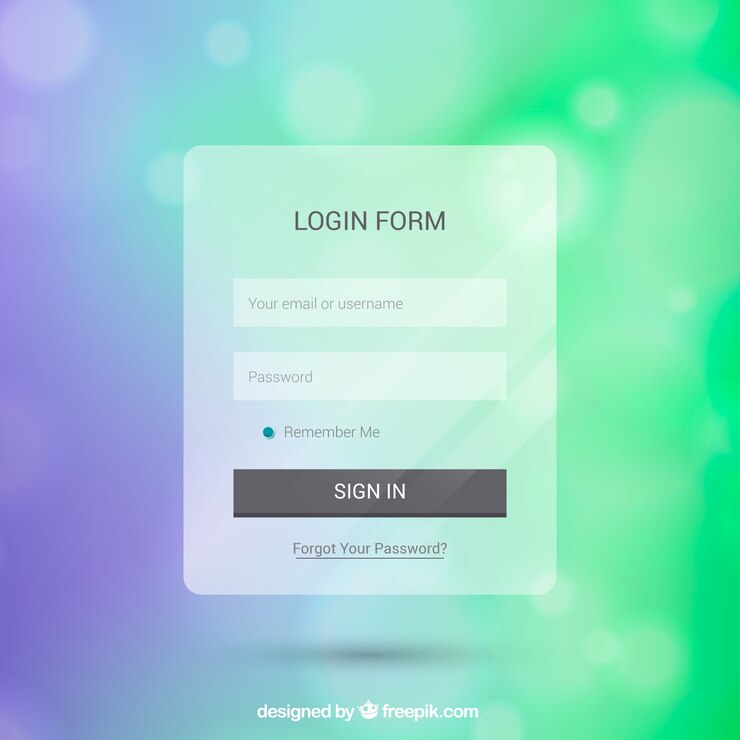 LOGIN FORM
Your email or username
Password
Remember Me
SIGN IN
Forgot Your Password?
designed by freepik.com